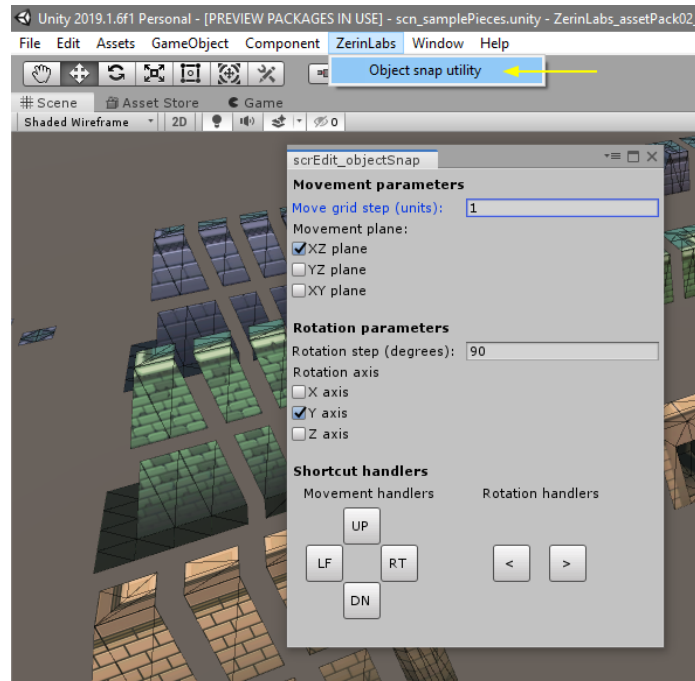 Unity 2019.1.6f1 Personal - [PREVIEW PACKAGES IN USE] - scn_samplePieces.unity - ZerinLabs_assetPack02_
File Edit Assets GameObject Component ZerinLabs Window Help
Object snap utility
Scene Asset Store Game
Shaded Wireframe 2D 0
scrEdit_objectSnap
Movement parameters
Move grid step (units): 1
Movement plane:
XZ plane
YZ plane
XY plane
Rotation parameters
Rotation step (degrees): 90
Rotation axis
X axis
Y axis
Z axis
Shortcut handlers
Movement handlers Rotation handlers
UP
LF RT < >
DN